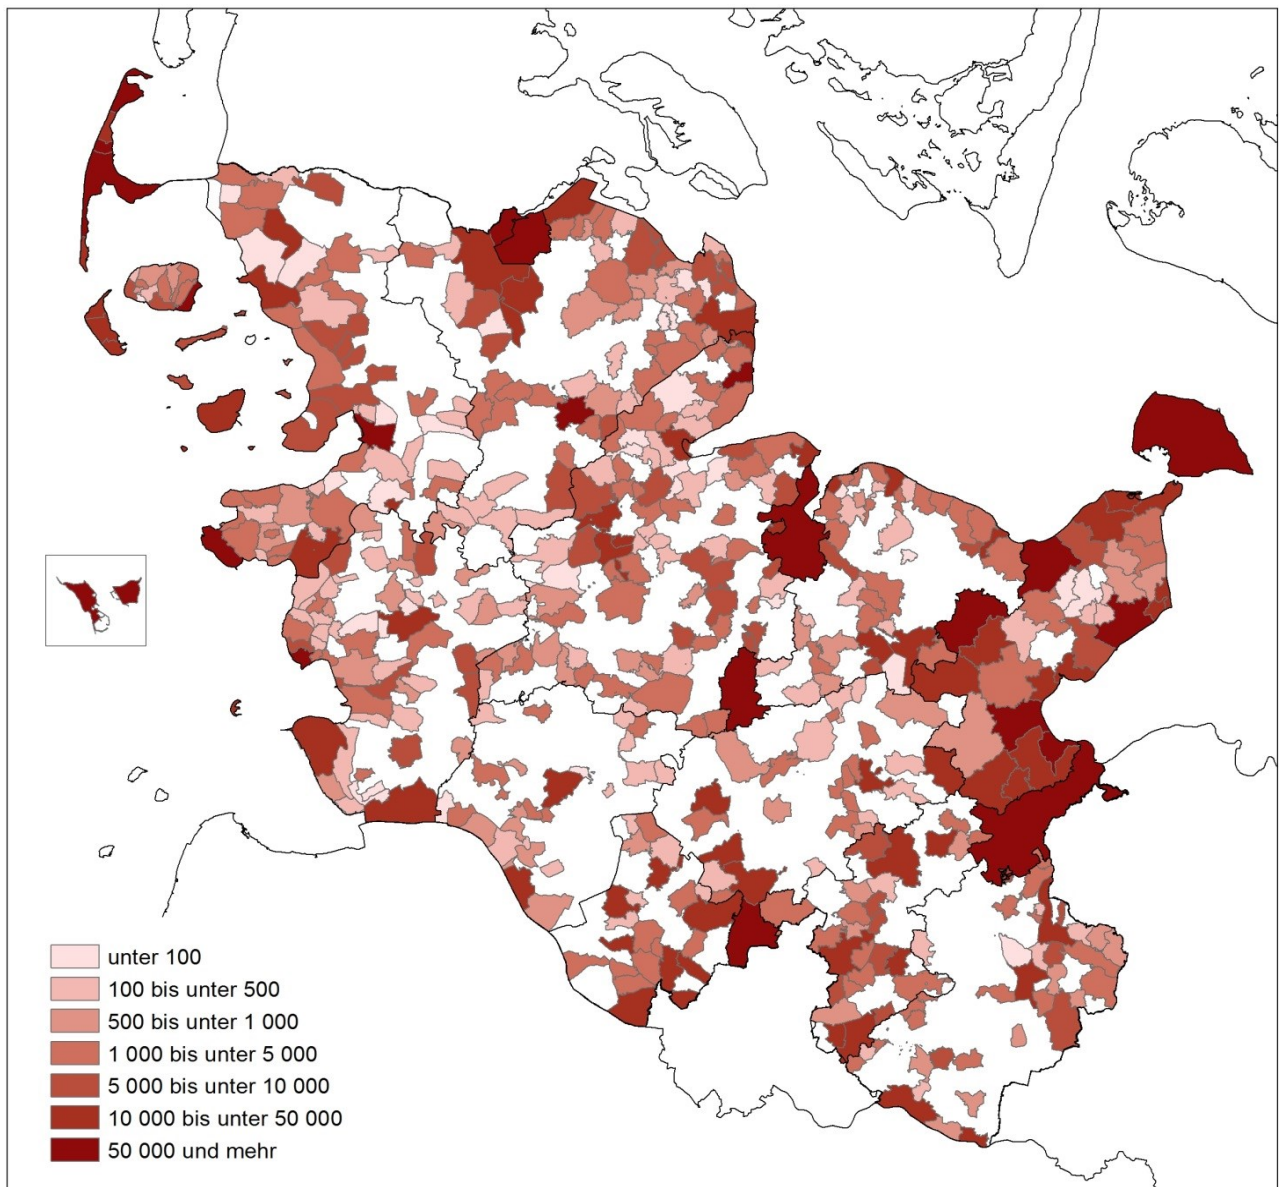 unter 100
100 bis unter 500
500 bis unter 1 000
1 000 bis unter 5 000
5 000 bis unter 10 000
10 000 bis unter 50 000
50 000 und mehr